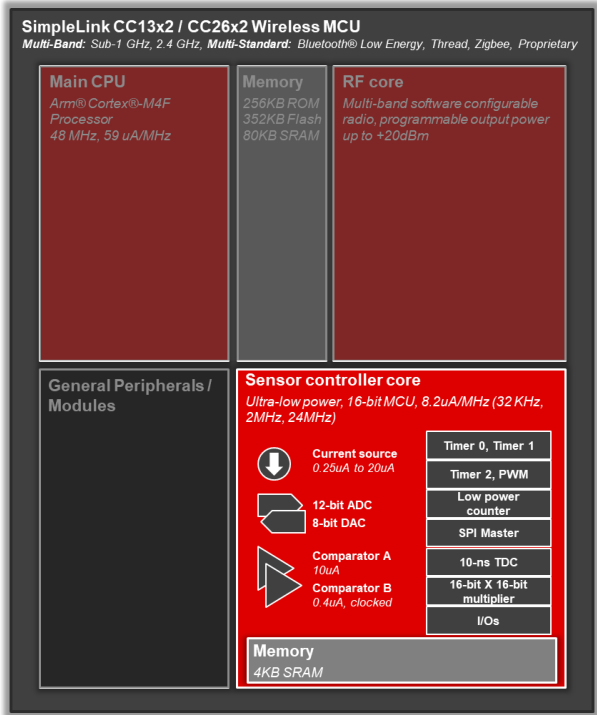 SimpleLink CC13x2 / CC26x2 Wireless MCU
Multi-Band: Sub-1 GHz, 2.4 GHz, Multi-Standard: Bluetooth® Low Energy, Thread, Zigbee, Proprietary
Main CPU
Arm® Cortex®-M4F
Processor
48 MHz, 59 uA/MHz
Memory
256KB ROM
352KB Flash
80KB SRAM
RF core
Multi-band software configurable
radio, programmable output power
up to +20dBm
General Peripherals /
Modules
Sensor controller core
Ultra-low power, 16-bit MCU, 8.2uA/MHz (32 KHz,
2MHz, 24MHz)
Current source
0.25uA to 20uA
12-bit ADC
8-bit DAC
Comparator A
10uA
Comparator B
0.4uA, clocked
Timer 0, Timer 1
Timer 2, PWM
Low power
counter
SPI Master
10-ns TDC
16-bit X 16-bit
multiplier
I/Os
Memory
4KB SRAM